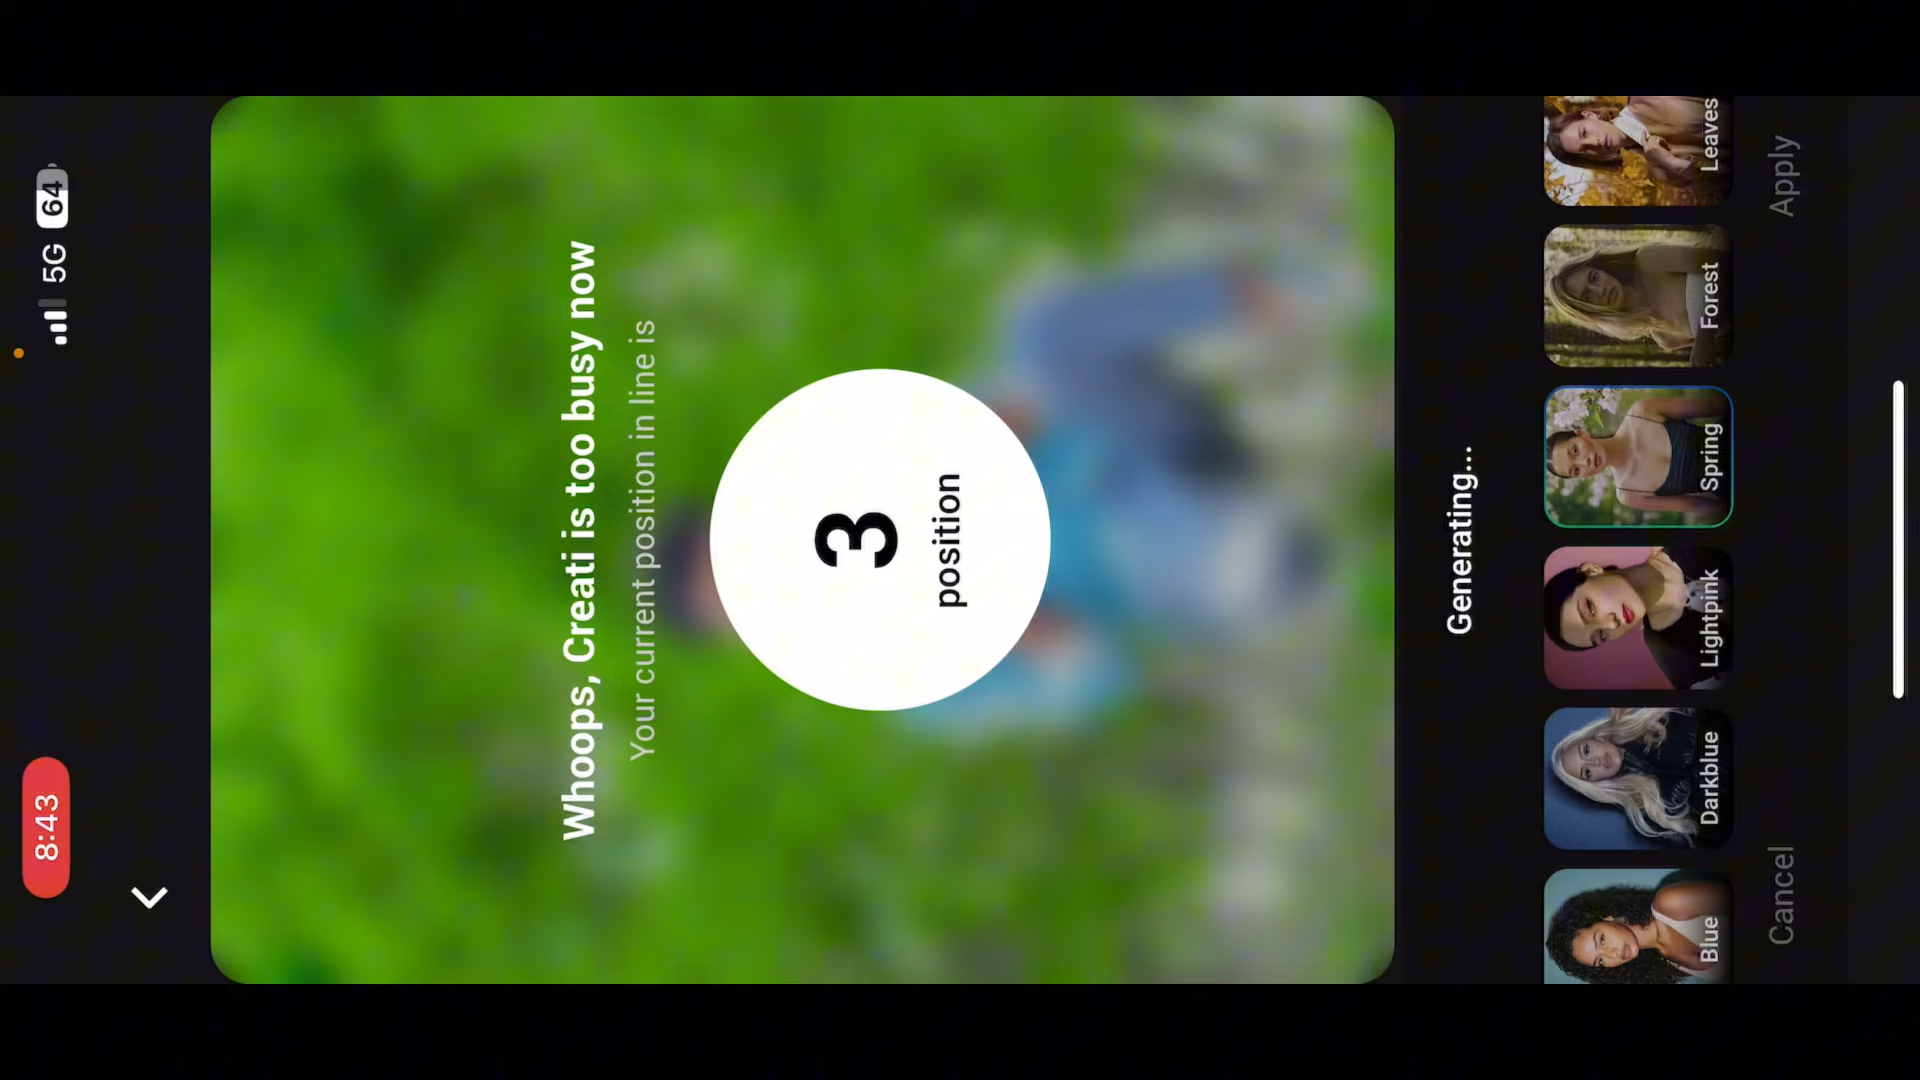 8:43
5G 64
Whoops, Creati is too busy now
Your current position in line is
3
position
Generating...
Blue
Darkblue
Lightpink
Spring
Forest
Leaves
Cancel
Apply